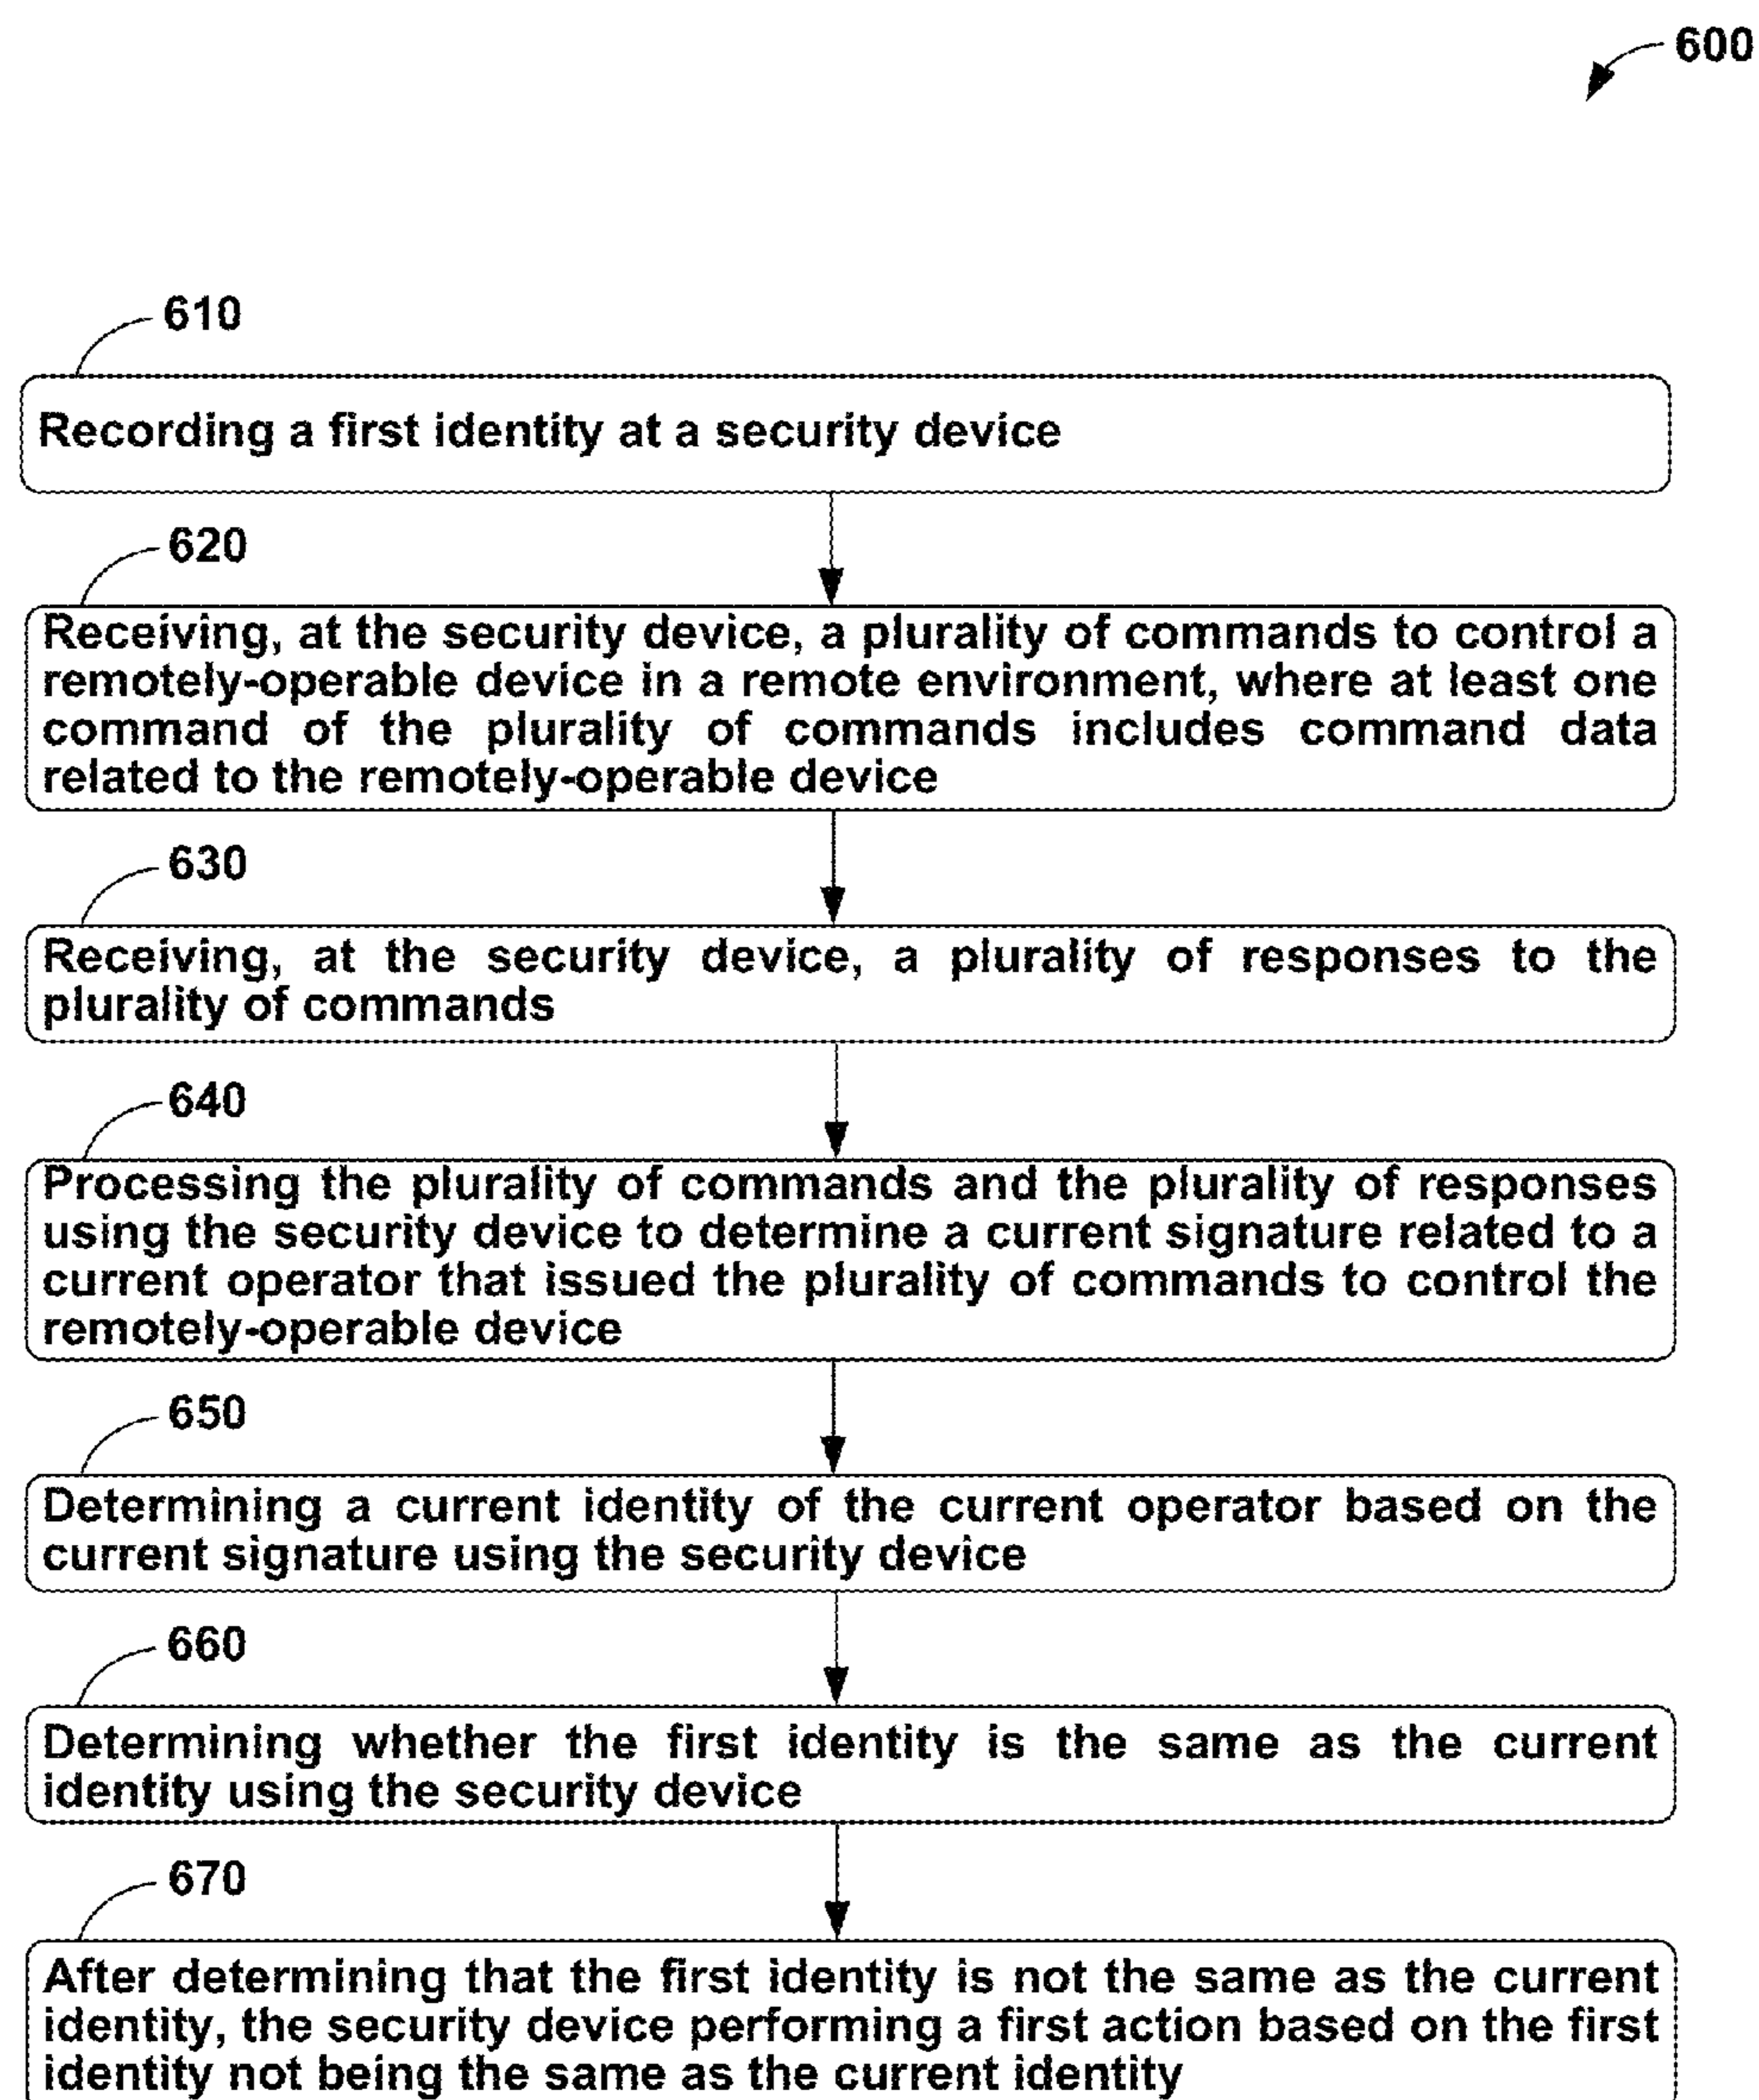 600
610
Recording a first identity at a security device
620
Receiving, at the security device, a plurality of commands to control a
remotely-operable device in a remote environment, where at least one
command of the plurality of commands includes command data
related to the remotely-operable device
630
Receiving, at the security device, a plurality of responses to the
plurality of commands
640
Processing the plurality of commands and the plurality of responses
using the security device to determine a current signature related to a
current operator that issued the plurality of commands to control the
remotely-operable device
650
Determining a current identity of the current operator based on the
current signature using the security device
660
Determining whether the first identity is the same as the current
identity using the security device
670
After determining that the first identity is not the same as the current
identity, the security device performing a first action based on the first
identity not being the same as the current identity